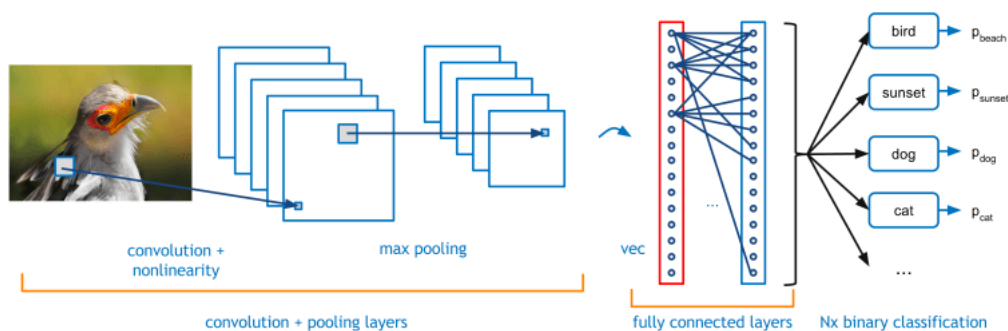 bird
p_beach
sunset
p_sunset
dog
p_dog
cat
p_cat
...
...
convolution +
nonlinearity
max pooling
vec
convolution + pooling layers
fully connected layers
Nx binary classification